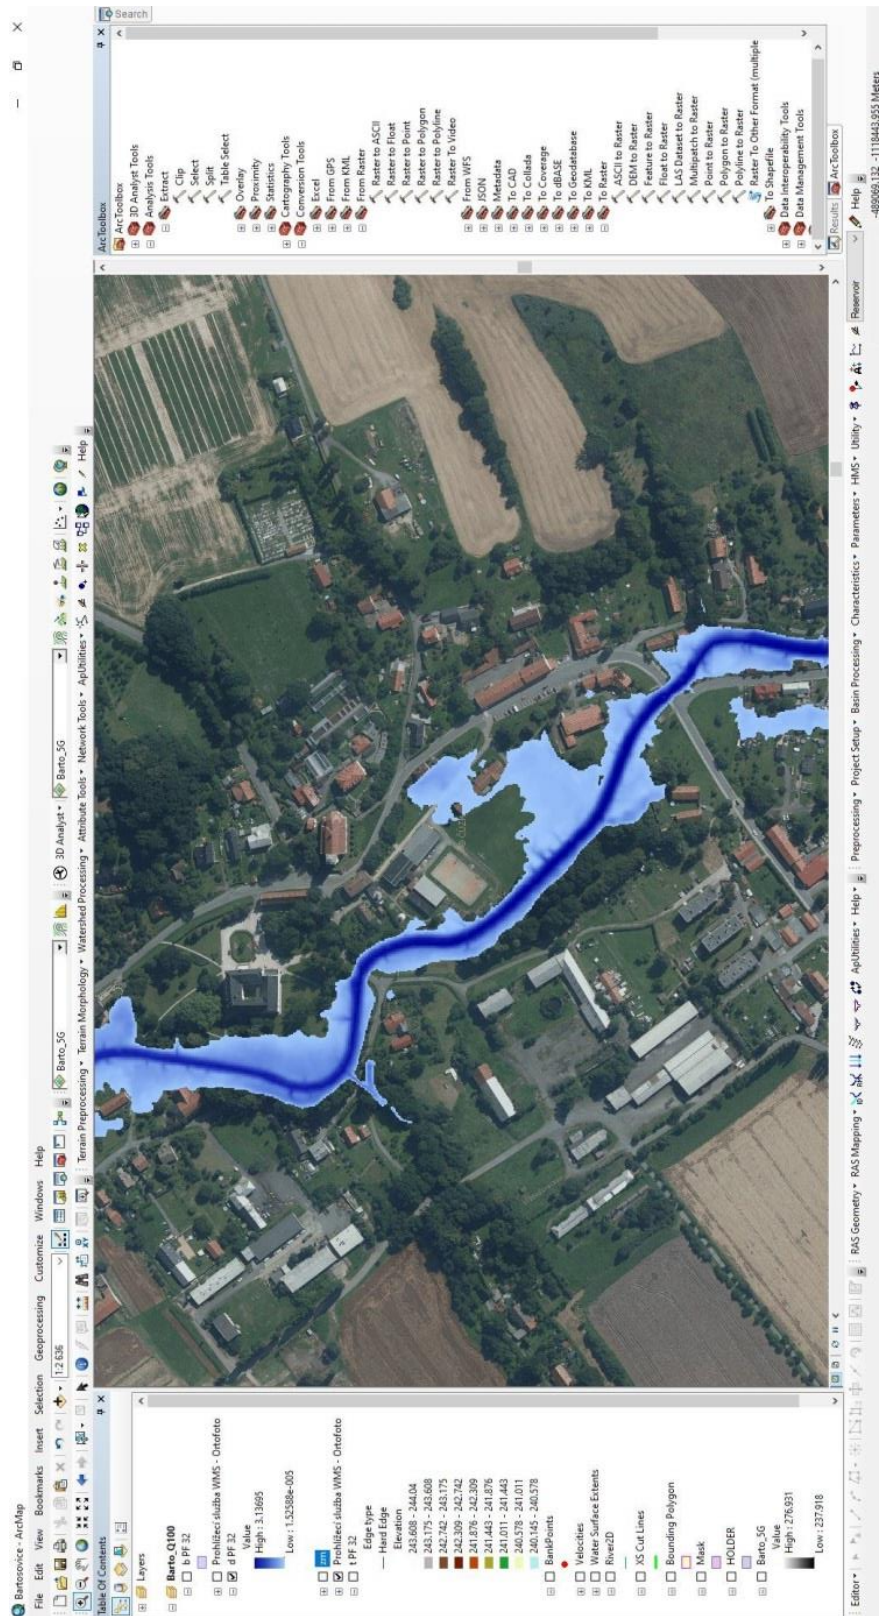 Bartosovice - ArcMap
File Edit View Bookmarks Insert Selection Geoprocessing Customize Windows Help
1:2 636
Barto_5G
3D Analyst
Barto_5G
Terrain Preprocessing Terrain Morphology Watershed Processing Attribute Tools Network Tools ApUtilities Help
Table Of Contents
Layers
Barto_Q100
b PF 32
Prohlížecí služba WMS - Ortofoto
d PF 32
Value
High : 3.13695
Low : 1.52588e-005
zm
Prohlížecí služba WMS - Ortofoto
t PF 32
Edge type
Hard Edge
Elevation
243.608 - 244.04
243.175 - 243.608
242.742 - 243.175
242.309 - 242.742
241.876 - 242.309
241.443 - 241.876
241.011 - 241.443
240.578 - 241.011
240.145 - 240.578
BankPoints
Velocities
Water Surface Extents
River2D
XS Cut Lines
Bounding Polygon
Mask
HOLDER
Barto_5G
Value
High : 276.931
Low : 237.918
ArcToolbox
ArcToolbox
3D Analyst Tools
Analysis Tools
Extract
Clip
Select
Split
Table Select
Overlay
Proximity
Statistics
Cartography Tools
Conversion Tools
Excel
From GPS
From KML
From Raster
Raster to ASCII
Raster to Float
Raster to Point
Raster to Polygon
Raster to Polyline
Raster To Video
From WFS
JSON
Metadata
To CAD
To Collada
To Coverage
To dBASE
To Geodatabase
To KML
To Raster
ASCII to Raster
DEM to Raster
Feature to Raster
Float to Raster
LAS Dataset to Raster
Multipatch to Raster
Point to Raster
Polygon to Raster
Polyline to Raster
Raster To Other Format (multiple
To Shapefile
Data Interoperability Tools
Data Management Tools
Results ArcToolbox
Search
Editor
RAS Geometry RAS Mapping ApUtilities Help
Preprocessing Project Setup Basin Processing Characteristics Parameters HMS Utility Reservoir Help
-489069.132 -1118443.955 Meters